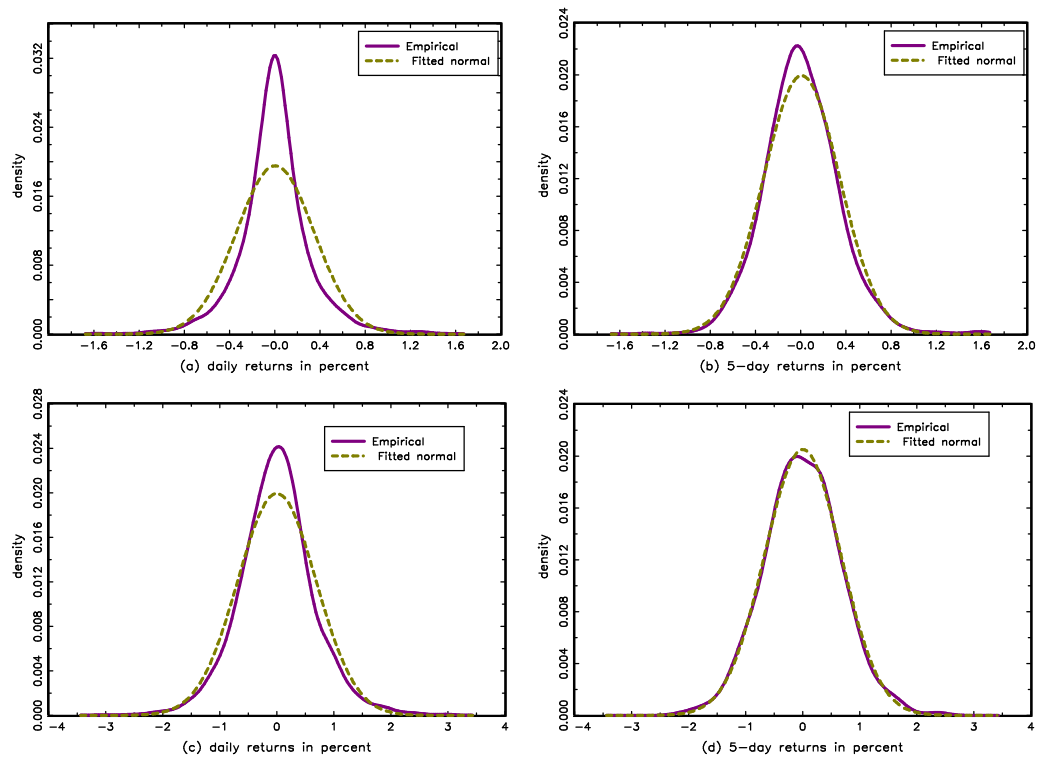 Empirical
Fitted normal
density
0.000 0.008 0.016 0.024 0.032
−1.6 −1.2 −0.8 −0.4 −0.0 0.4 0.8 1.2 1.6 2.0
(a) daily returns in percent
Empirical
Fitted normal
density
0.000 0.004 0.008 0.012 0.016 0.020 0.024
−1.6 −1.2 −0.8 −0.4 −0.0 0.4 0.8 1.2 1.6 2.0
(b) 5−day returns in percent
Empirical
Fitted normal
density
0.000 0.004 0.008 0.012 0.016 0.020 0.024 0.028
−4 −3 −2 −1 0 1 2 3 4
(c) daily returns in percent
Empirical
Fitted normal
density
0.000 0.004 0.008 0.012 0.016 0.020 0.024
−4 −3 −2 −1 0 1 2 3 4
(d) 5−day returns in percent